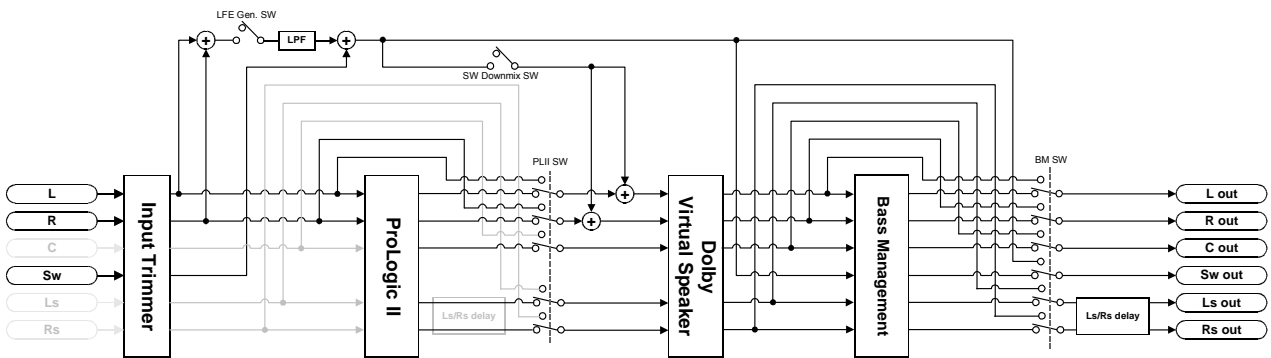 LFE Gen. SW
LPF
SW Downmix SW
PLII SW
BM SW
L
R
C
Sw
Ls
Rs
Input Trimmer
ProLogic II
Ls/Rs delay
Dolby
Virtual Speaker
Bass Management
Ls/Rs delay
L out
R out
C out
Sw out
Ls out
Rs out